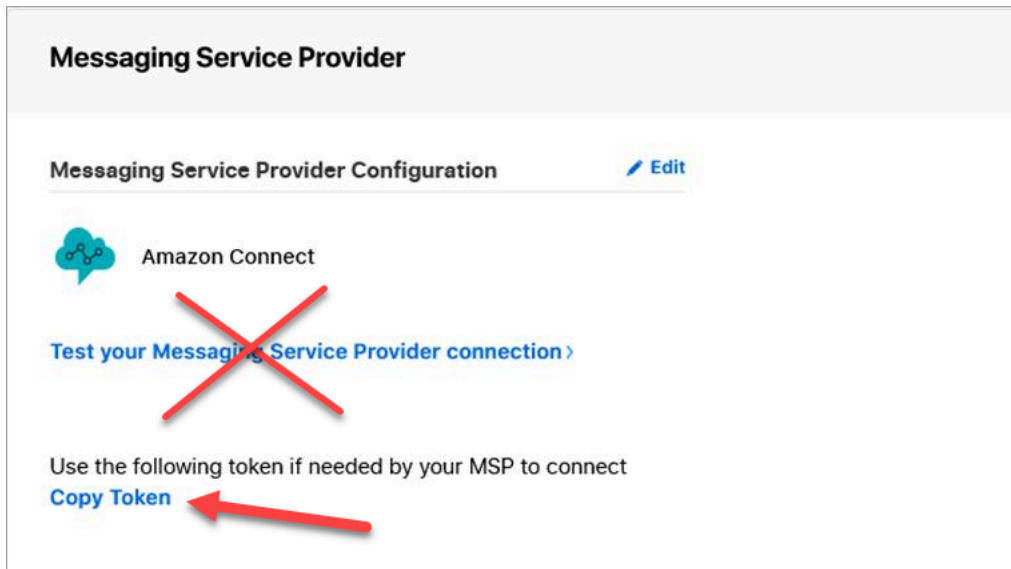 Messaging Service Provider
Messaging Service Provider Configuration
Edit
Amazon Connect
Test your Messaging Service Provider connection >
Use the following token if needed by your MSP to connect
Copy Token